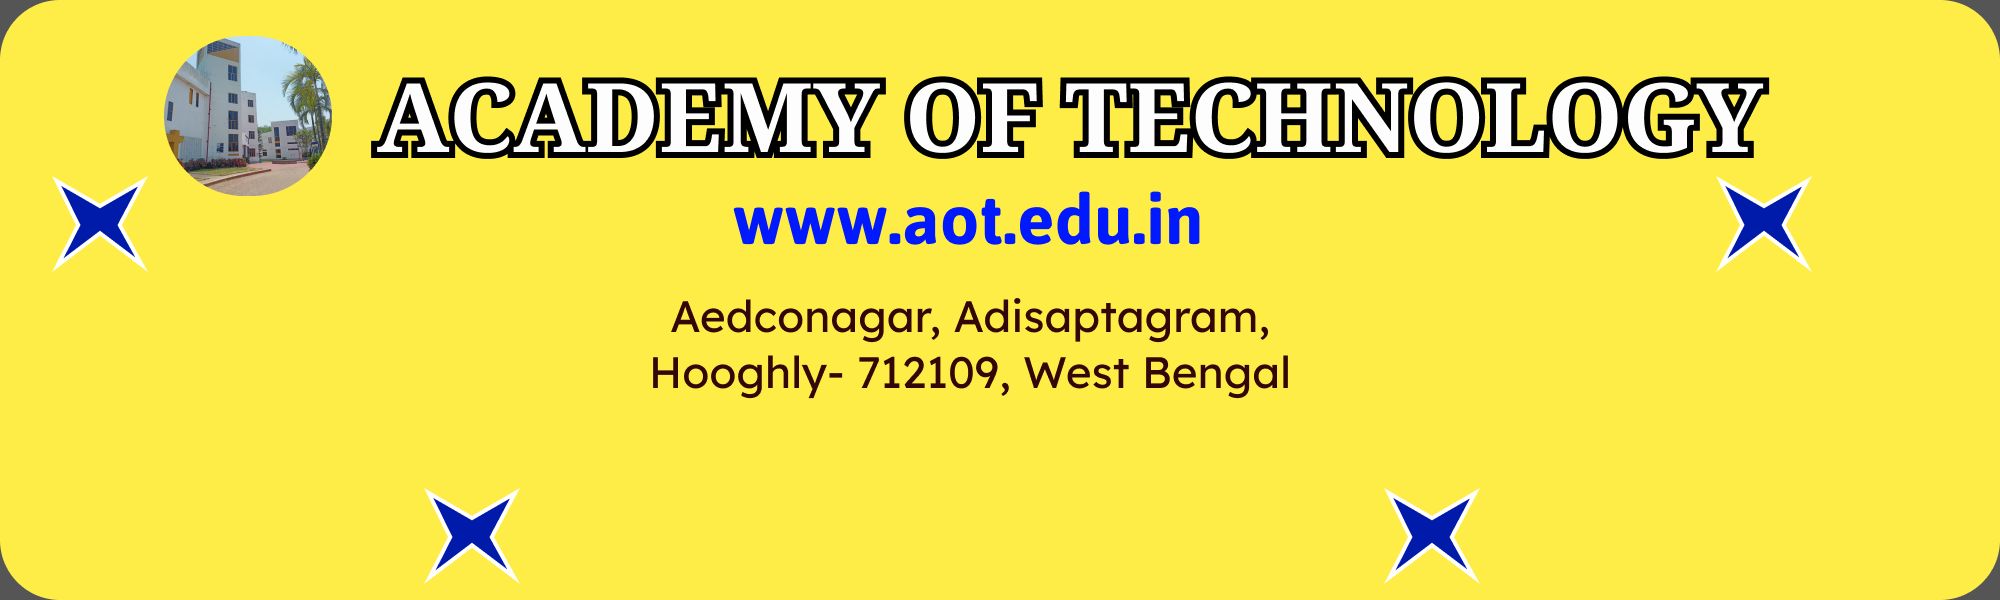 ACADEMY OF TECHNOLOGY
www.aot.edu.in
Aedconagar, Adisaptagram,
Hooghly- 712109, West Bengal